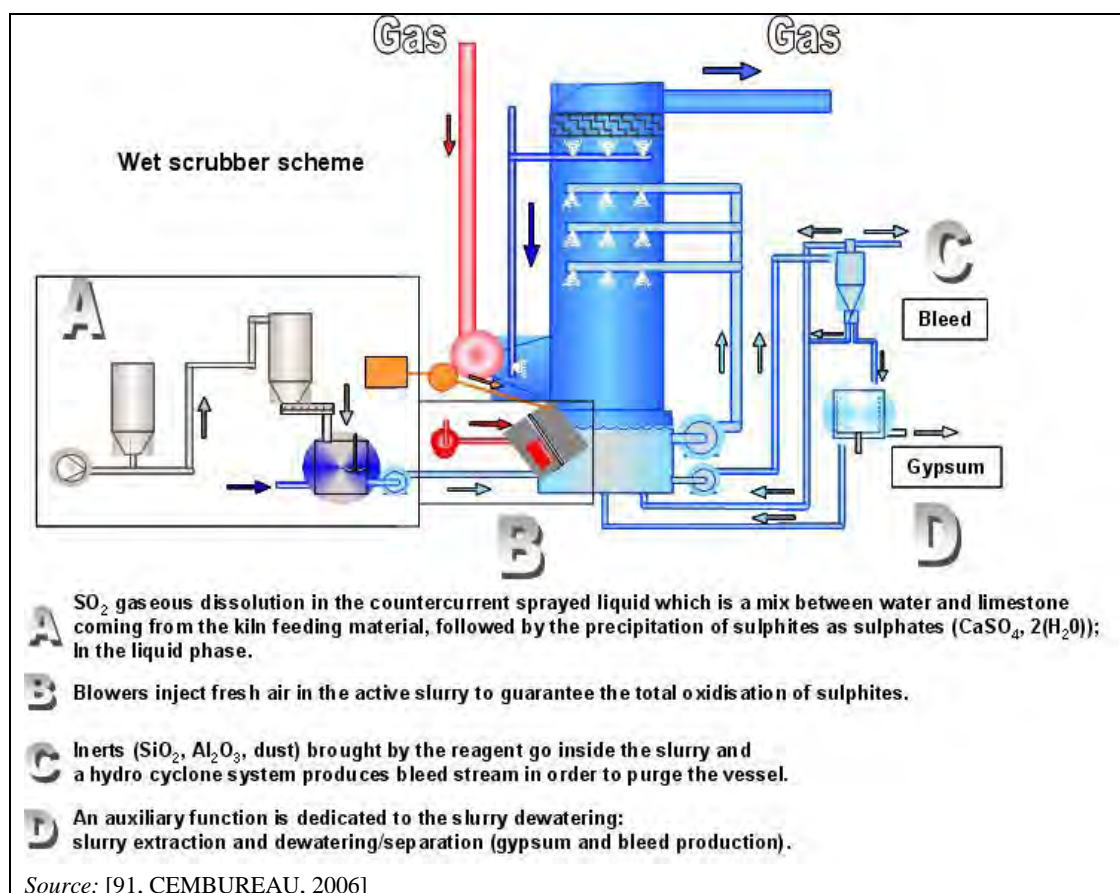 Gas
Gas
Wet scrubber scheme
A
C
Bleed
Gypsum
B
D
A
SO2 gaseous dissolution in the countercurrent sprayed liquid which is a mix between water and limestone
coming from the kiln feeding material, followed by the precipitation of sulphites as sulphates (CaSO4, 2(H20));
In the liquid phase.
B
Blowers inject fresh air in the active slurry to guarantee the total oxidisation of sulphites.
C
Inerts (SiO2, Al2O3, dust) brought by the reagent go inside the slurry and
a hydro cyclone system produces bleed stream in order to purge the vessel.
D
An auxiliary function is dedicated to the slurry dewatering:
slurry extraction and dewatering/separation (gypsum and bleed production).
Source: [91, CEMBUREAU, 2006]